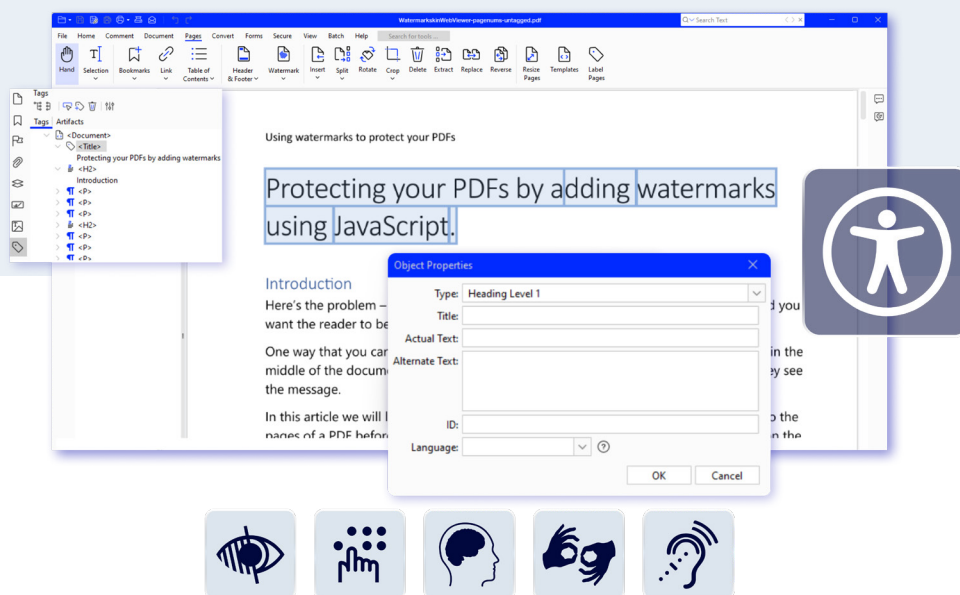 WatermarkskinWebViewer-pagenums-untagged.pdf
Search Text
File Home Comment Document Pages Convert Forms Secure View Batch Help Search for tools ...
Hand Selection Bookmarks Link Table of Contents Header & Footer Watermark Insert Split Rotate Crop Delete Extract Replace Reverse Resize Pages Templates Label Pages
Tags
Tags Artifacts
<Document>
<Title>
Protecting your PDFs by adding watermarks
<H2>
Introduction
<P>
<P>
<P>
<H2>
<P>
<P>
<P>
Using watermarks to protect your PDFs
Protecting your PDFs by adding watermarks
using JavaScript.
Introduction
Here's the problem – d you
want the reader to be
One way that you can in the
middle of the docume ey see
the message.
In this article we will l o the
pages of a PDF before n the
Object Properties
Type: Heading Level 1
Title:
Actual Text:
Alternate Text:
ID:
Language:
OK Cancel